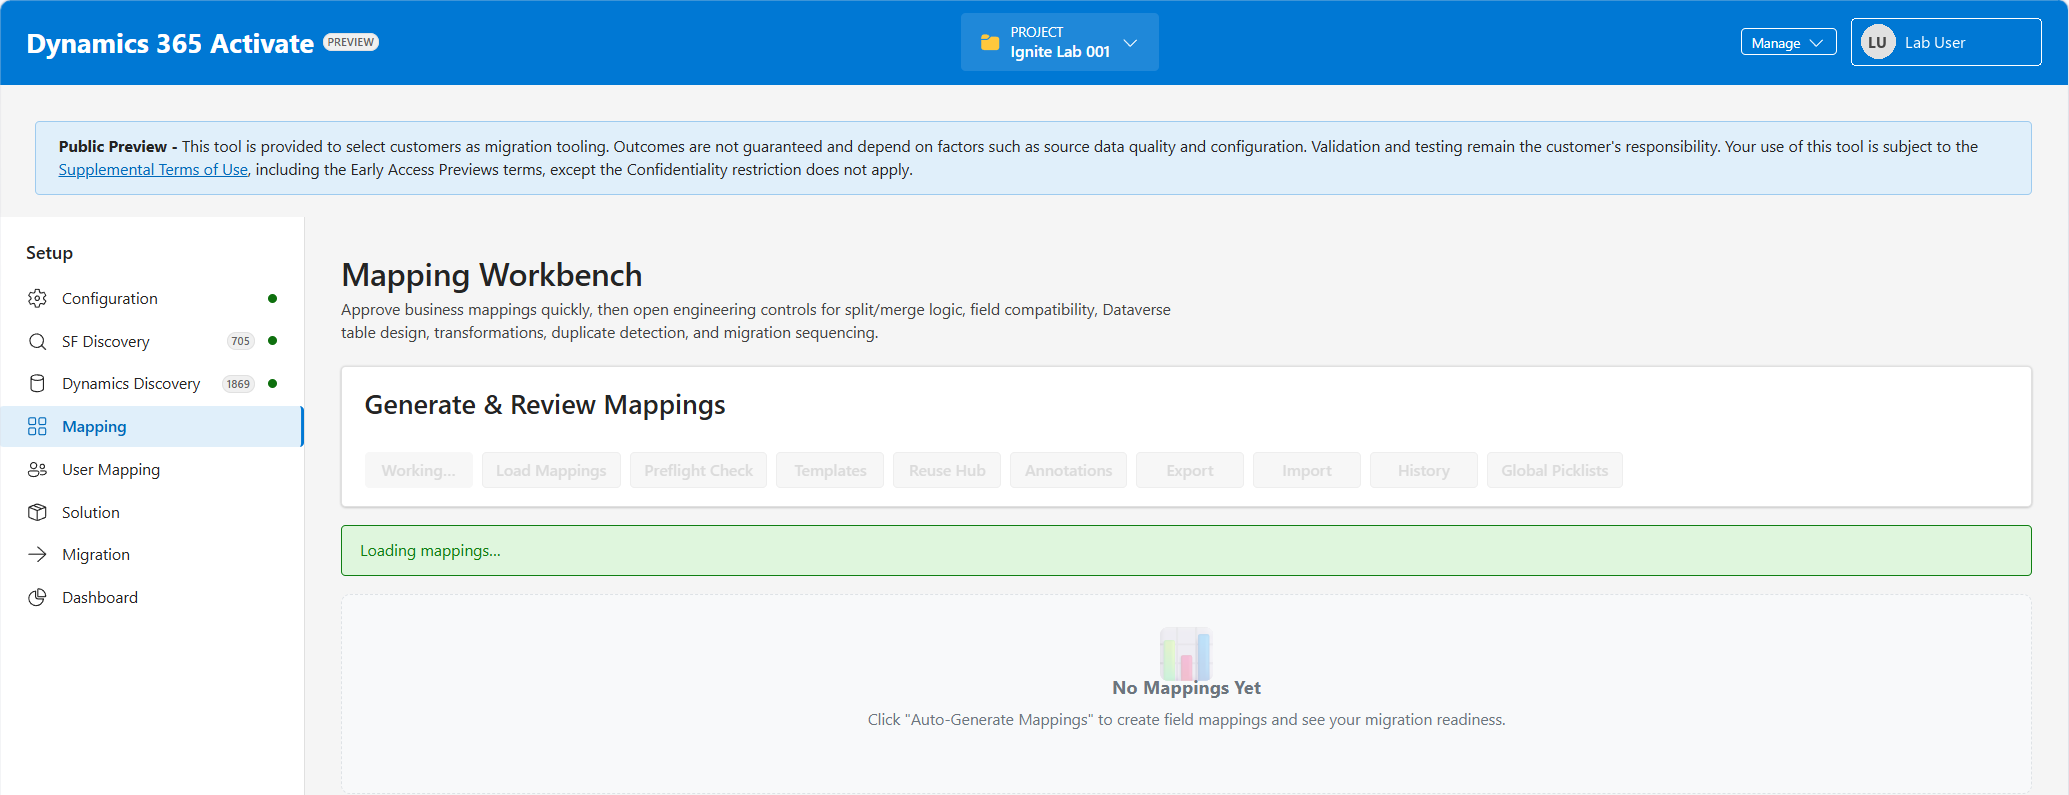 Dynamics 365 Activate PREVIEW
PROJECT
Ignite Lab 001
Manage
LU Lab User
Public Preview - This tool is provided to select customers as migration tooling. Outcomes are not guaranteed and depend on factors such as source data quality and configuration. Validation and testing remain the customer's responsibility. Your use of this tool is subject to the
Supplemental Terms of Use, including the Early Access Previews terms, except the Confidentiality restriction does not apply.
Setup
Configuration
SF Discovery 705
Dynamics Discovery 1869
Mapping
User Mapping
Solution
Migration
Dashboard
Mapping Workbench
Approve business mappings quickly, then open engineering controls for split/merge logic, field compatibility, Dataverse
table design, transformations, duplicate detection, and migration sequencing.
Generate & Review Mappings
Working... Load Mappings Preflight Check Templates Reuse Hub Annotations Export Import History Global Picklists
Loading mappings...
No Mappings Yet
Click "Auto-Generate Mappings" to create field mappings and see your migration readiness.